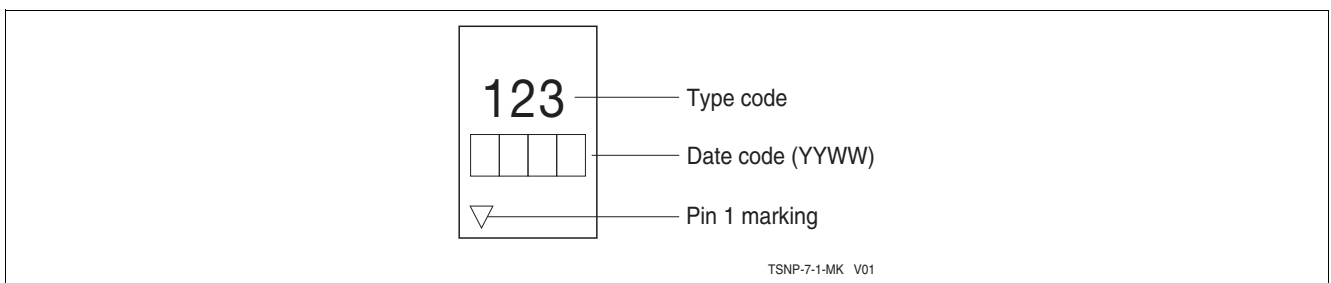 123
Type code
Date code (YYWW)
Pin 1 marking
TSNP-7-1-MK V01